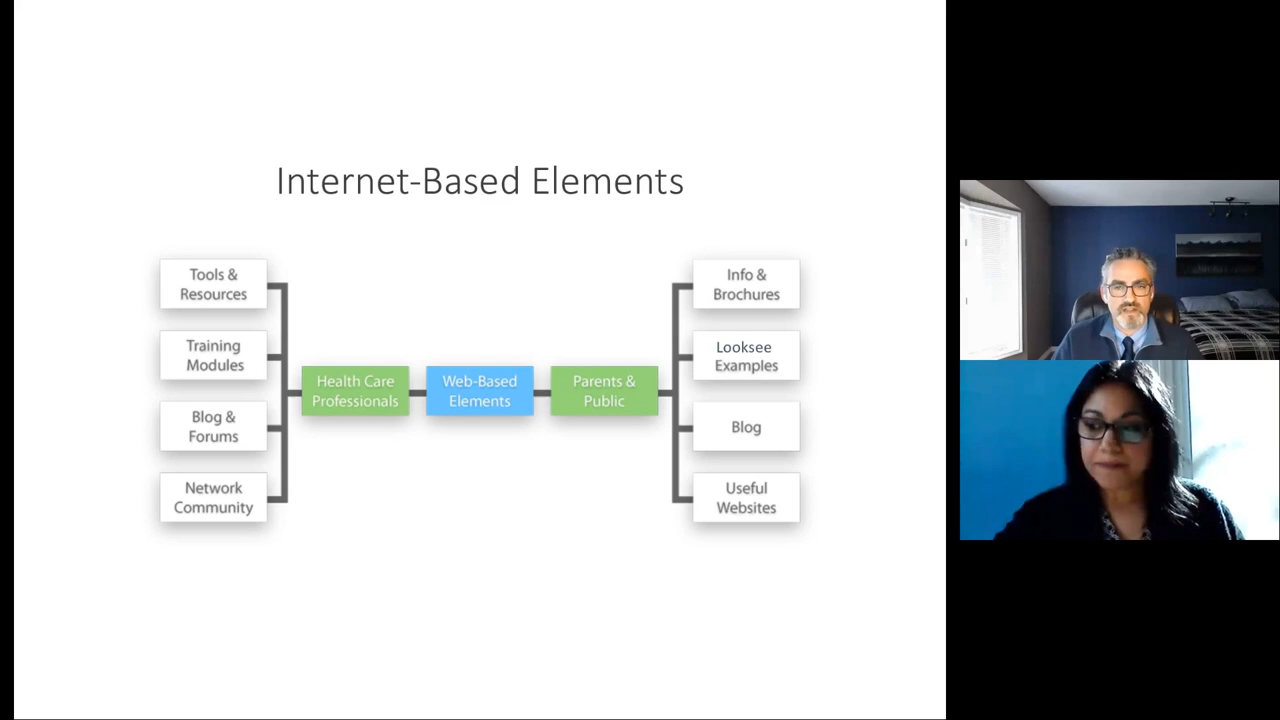 Internet-Based Elements
Tools &
Resources
Training
Modules
Blog &
Forums
Network
Community
Health Care
Professionals
Web-Based
Elements
Parents &
Public
Info &
Brochures
Looksee
Examples
Blog
Useful
Websites